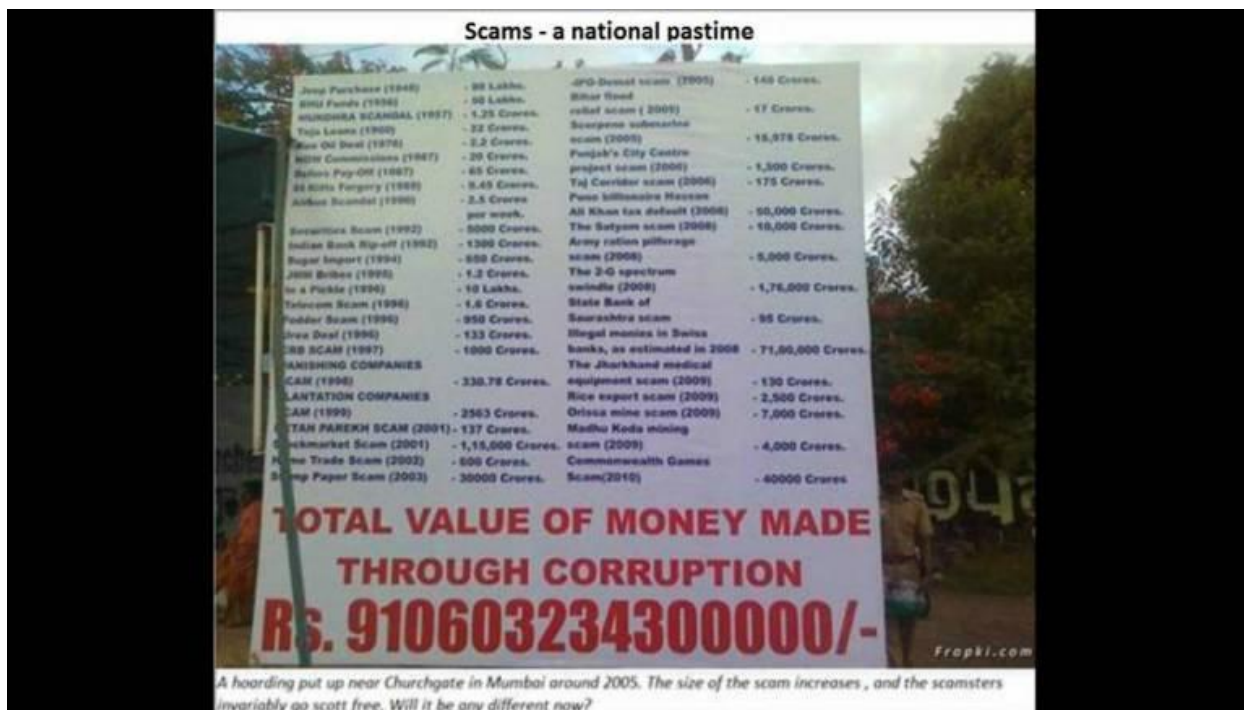 Scams - a national pastime
Jeep Purchase (1948) - 80 Lakhs.
BHU Funds (1956) - 50 Lakhs.
MUNDHRA SCANDAL (1957) - 1.25 Crores.
Teja Loans (1960) - 22 Crores.
Kuo Oil Deal (1976) - 2.2 Crores.
HDW Commissions (1987) - 20 Crores.
Bofors Pay-Off (1987) - 65 Crores.
St Kitts Forgery (1989) - 9.45 Crores.
Airbus Scandal (1990) - 2.5 Crores
per week.
Securities Scam (1992) - 5000 Crores.
Indian Bank Rip-off (1992) - 1300 Crores.
Sugar Import (1994) - 650 Crores.
JMM Bribes (1995) - 1.2 Crores.
In a Pickle (1996) - 10 Lakhs.
Telecom Scam (1996) - 1.6 Crores.
Fodder Scam (1996) - 950 Crores.
Urea Deal (1996) - 133 Crores.
CRB SCAM (1997) - 1000 Crores.
VANISHING COMPANIES
SCAM (1998) - 330.78 Crores.
PLANTATION COMPANIES
SCAM (1999) - 2563 Crores.
KETAN PAREKH SCAM (2001) - 137 Crores.
Stockmarket Scam (2001) - 1,15,000 Crores.
Home Trade Scam (2002) - 600 Crores.
Stamp Paper Scam (2003) - 30000 Crores.
IPO-Demat scam (2005) - 146 Crores.
Bihar flood
relief scam (2005) - 17 Crores.
Scorpene submarine
scam (2005) - 18,978 Crores.
Punjab's City Centre
project scam (2006) - 1,500 Crores.
Taj Corridor scam (2006) - 175 Crores.
Pune billionaire Hassan
Ali Khan tax default (2008) - 50,000 Crores.
The Satyam scam (2008) - 10,000 Crores.
Army ration pilferage
scam (2008) - 5,000 Crores.
The 2-G spectrum
swindle (2008) - 1,76,000 Crores.
State Bank of
Saurashtra scam - 95 Crores.
Illegal monies in Swiss
banks, as estimated in 2008 - 71,00,000 Crores.
The Jharkhand medical
equipment scam (2009) - 130 Crores.
Rice export scam (2009) - 2,500 Crores.
Orissa mine scam (2009) - 7,000 Crores.
Madhu Koda mining
scam (2009) - 4,000 Crores.
Commonwealth Games
Scam(2010) - 40000 Crores
TOTAL VALUE OF MONEY MADE
THROUGH CORRUPTION
Rs. 910603234300000/-
Frapki.com
A hoarding put up near Churchgate in Mumbai around 2005. The size of the scam increases , and the scamsters
invariably go scott free. Will it be any different now?